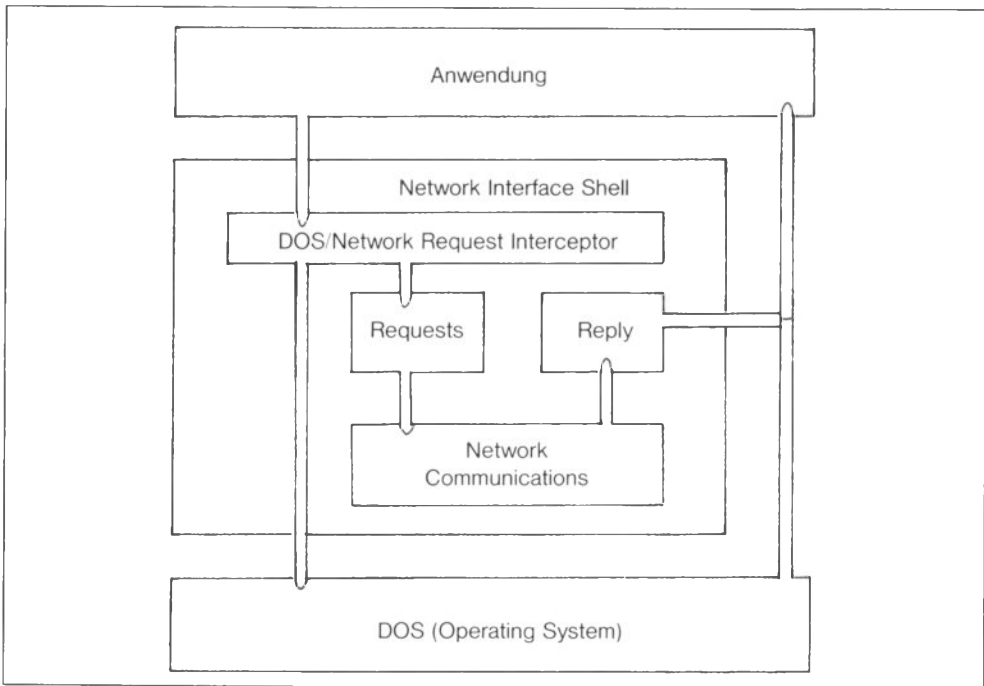 Anwendung
Network Interface Shell
DOS/Network Request Interceptor
Requests
Reply
Network
Communications
DOS (Operating System)